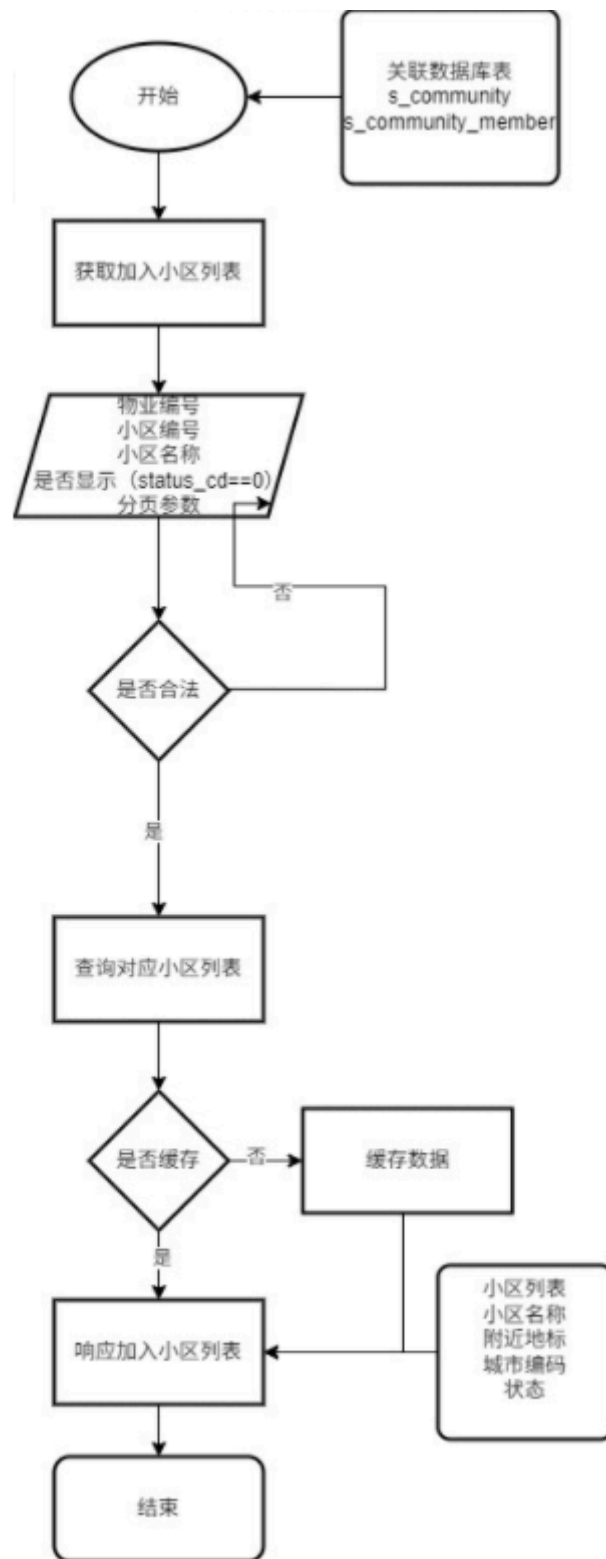 关联数据库表
s_community
s_community_member
开始
获取加入小区列表
物业编号
小区编号
小区名称
是否显示（status_cd==0）
分页参数
否
是否合法
是
查询对应小区列表
是否缓存
否
缓存数据
是
小区列表
小区名称
附近地标
城市编码
状态
响应加入小区列表
结束